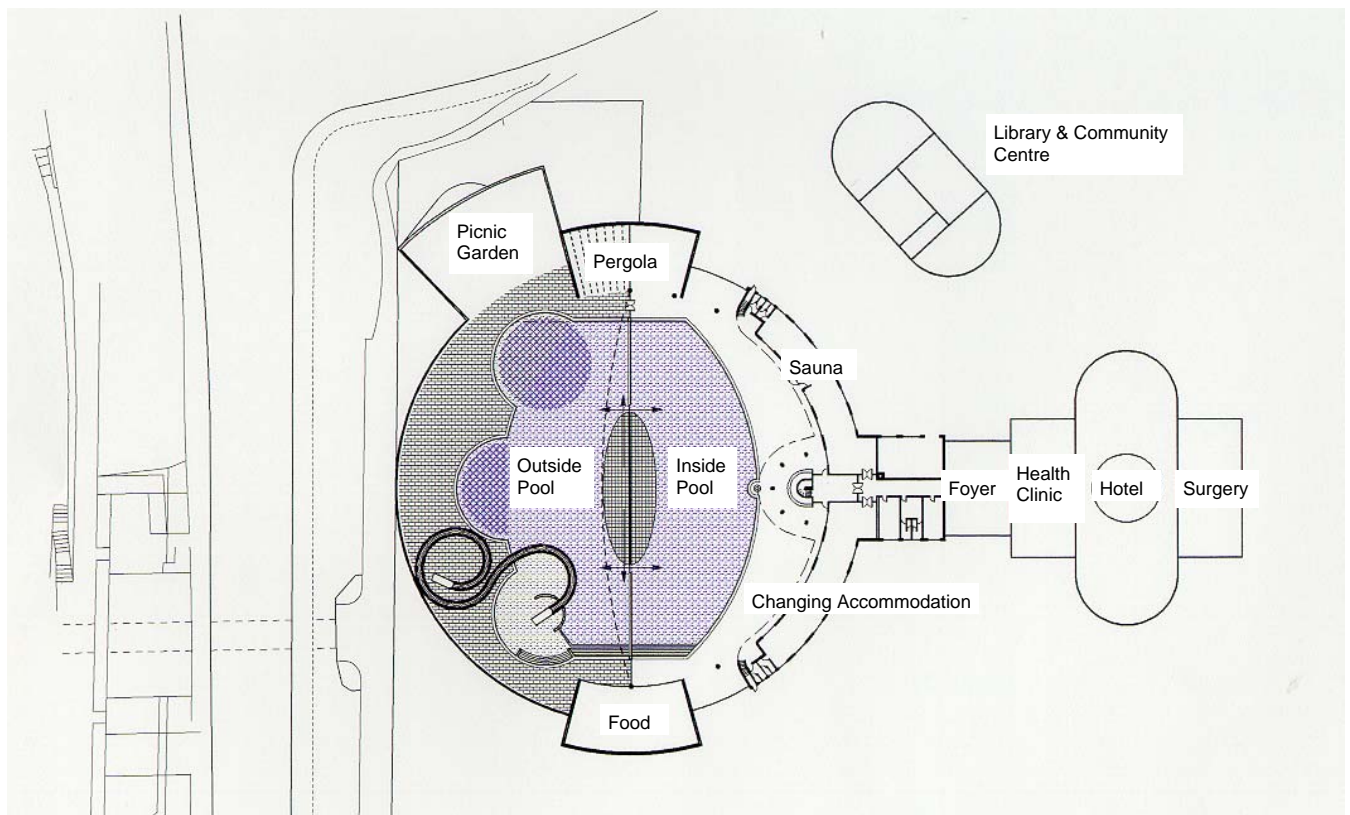 Library & Community
Centre
Picnic
Garden
Pergola
Sauna
Outside
Pool
Inside
Pool
Foyer
Health
Clinic
Hotel
Surgery
Changing Accommodation
Food